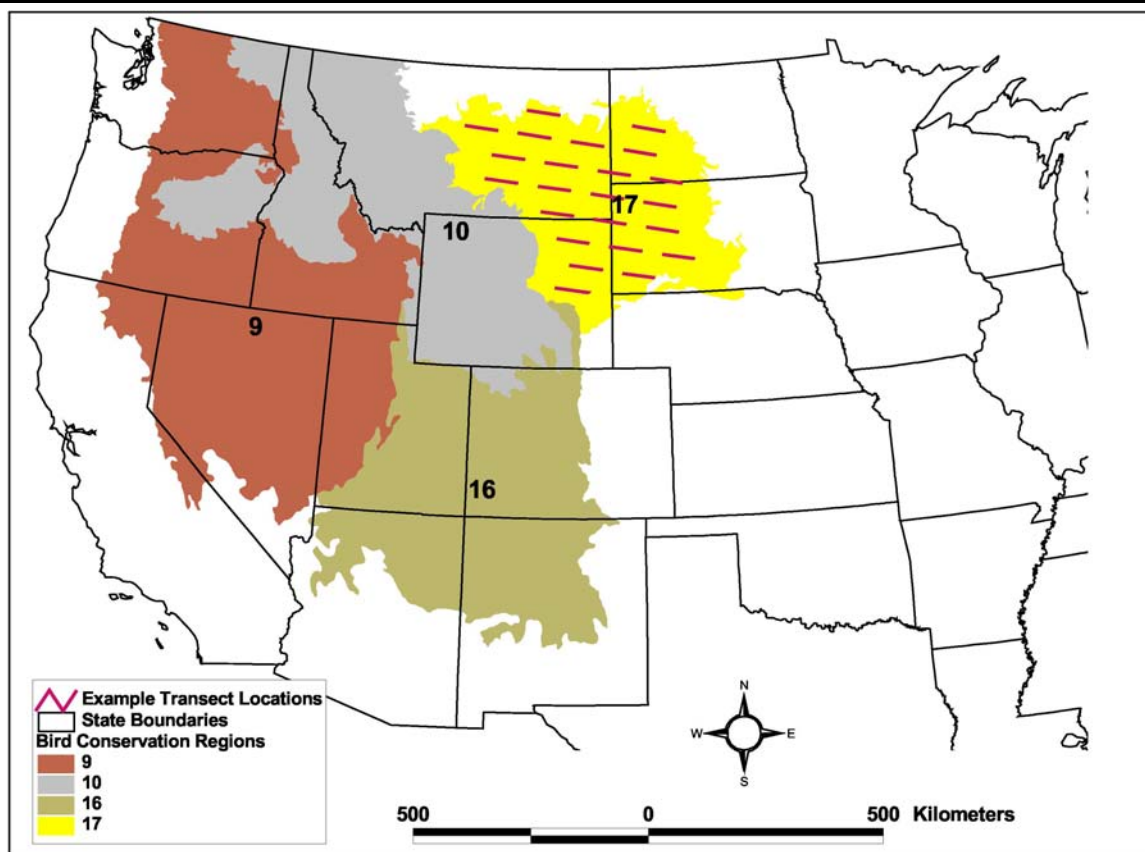 17
10
9
16
Example Transect Locations
State Boundaries
Bird Conservation Regions
9
10
16
17
N
W E
S
500 0 500 Kilometers